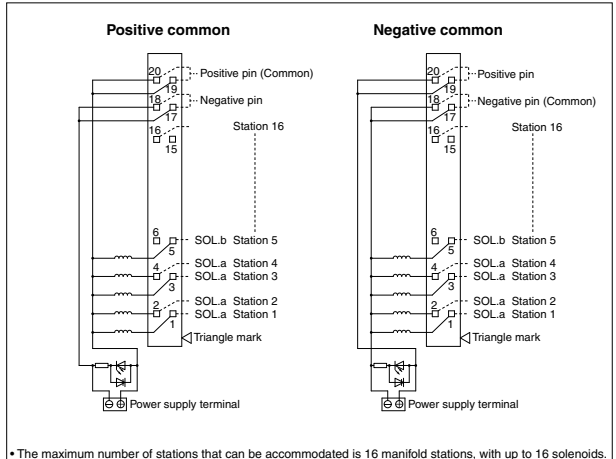 Positive common
20
Positive pin (Common)
19
18
Negative pin
17
16
Station 16
15
6
SOL.b Station 5
5
SOL.a Station 4
4
SOL.a Station 3
3
SOL.a Station 2
2
SOL.a Station 1
1
Triangle mark
⊖ ⊕ Power supply terminal
Negative common
20
Positive pin
19
18
Negative pin (Common)
17
16
Station 16
15
6
SOL.b Station 5
5
SOL.a Station 4
4
SOL.a Station 3
3
SOL.a Station 2
2
SOL.a Station 1
1
Triangle mark
⊖ ⊕ Power supply terminal
• The maximum number of stations that can be accommodated is 16 manifold stations, with up to 16 solenoids.